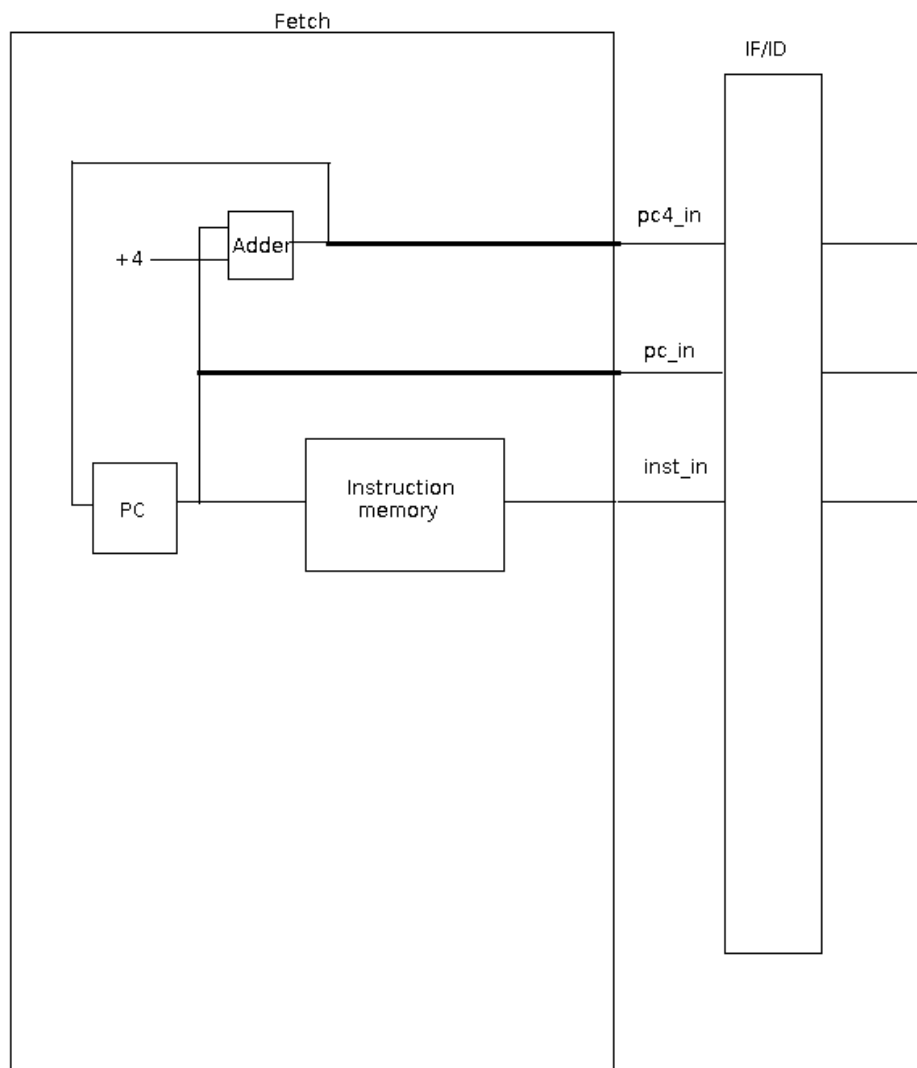 Fetch
IF/ID
pc4_in
Adder
+4
pc_in
inst_in
Instruction
memory
PC